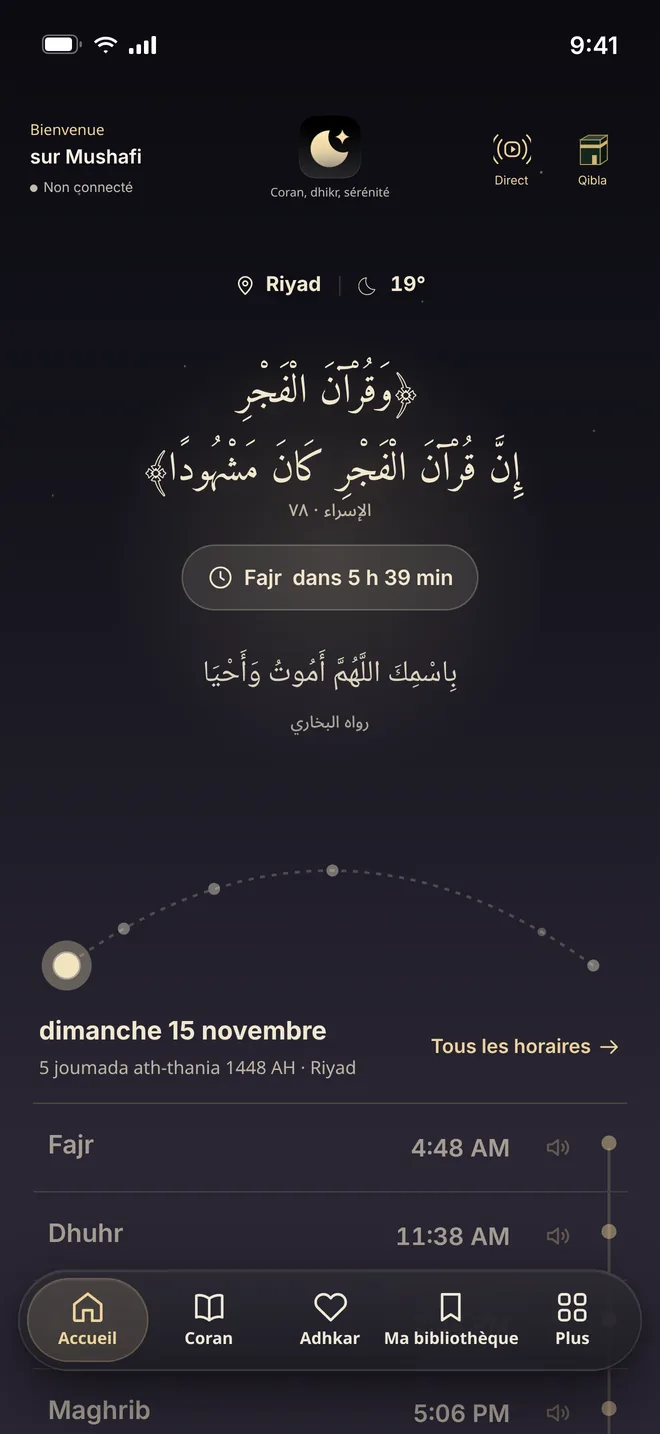 9:41
Bienvenue
sur Mushafi
Non connecté
Coran, dhikr, sérénité
Direct
Qibla
Riyad
19°
﴿وَقُرْآنَ الْفَجْرِ
إِنَّ قُرْآنَ الْفَجْرِ كَانَ مَشْهُودًا﴾
الإسراء · ٧٨
Fajr dans 5 h 39 min
بِاسْمِكَ اللَّهُمَّ أَمُوتُ وَأَحْيَا
رواه البخاري
dimanche 15 novembre
5 joumada ath-thania 1448 AH · Riyad
Tous les horaires →
Fajr 4:48 AM
Dhuhr 11:38 AM
Accueil
Coran
Adhkar
Ma bibliothèque
Plus
Maghrib 5:06 PM